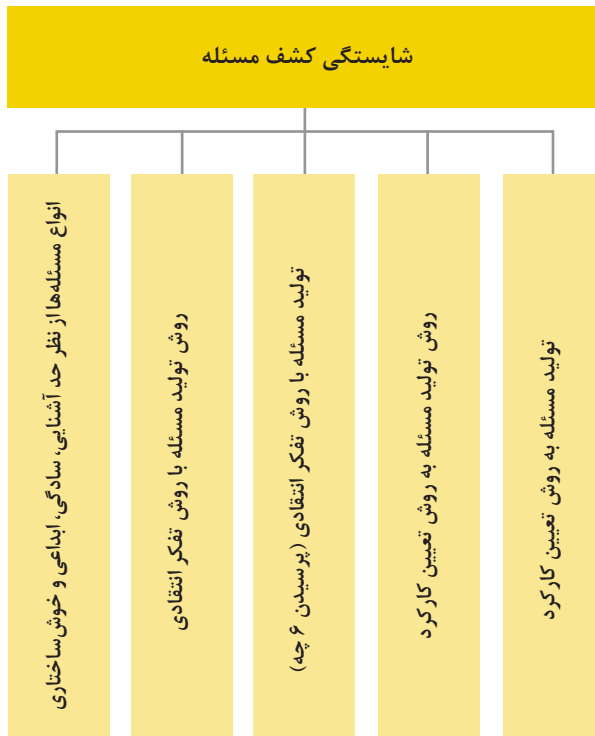 شایستگی کشف مسئله
تولید مسئله به روش تعیین کارکرد
روش تولید مسئله به روش تعیین کارکرد
تولید مسئله با روش تفکر انتقادی (پرسیدن ۶ چه)
روش تولید مسئله با روش تفکر انتقادی
انواع مسئله‌ها از نظر حد آشنایی، سادگی، ابداعی و خوش‌ساختاری